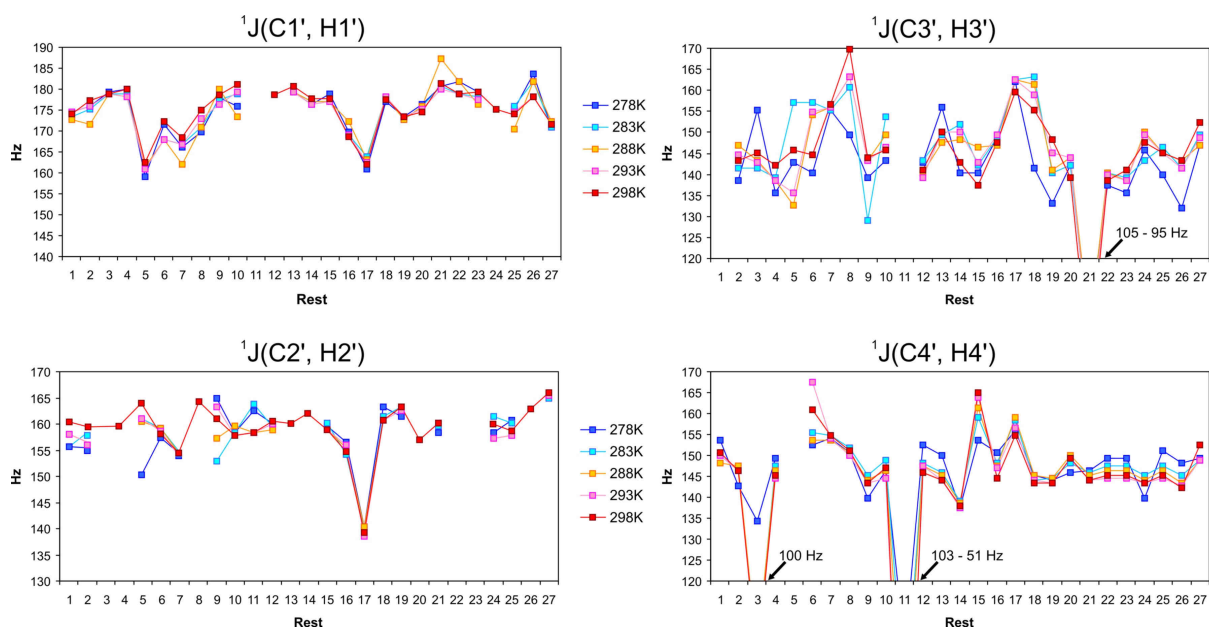 ¹J(C1', H1')
190
185
180
175
170
165
160
155
150
145
140
Hz
1 2 3 4 5 6 7 8 9 10 11 12 13 14 15 16 17 18 19 20 21 22 23 24 25 26 27
Rest
278K
283K
288K
293K
298K
¹J(C3', H3')
170
165
160
155
150
145
140
135
130
125
120
Hz
105 - 95 Hz
1 2 3 4 5 6 7 8 9 10 11 12 13 14 15 16 17 18 19 20 21 22 23 24 25 26 27
Rest
¹J(C2', H2')
170
165
160
155
150
145
140
135
130
Hz
1 2 3 4 5 6 7 8 9 10 11 12 13 14 15 16 17 18 19 20 21 22 23 24 25 26 27
Rest
278K
283K
288K
293K
298K
¹J(C4', H4')
170
165
160
155
150
145
140
135
130
125
120
Hz
100 Hz
103 - 51 Hz
1 2 3 4 5 6 7 8 9 10 11 12 13 14 15 16 17 18 19 20 21 22 23 24 25 26 27
Rest